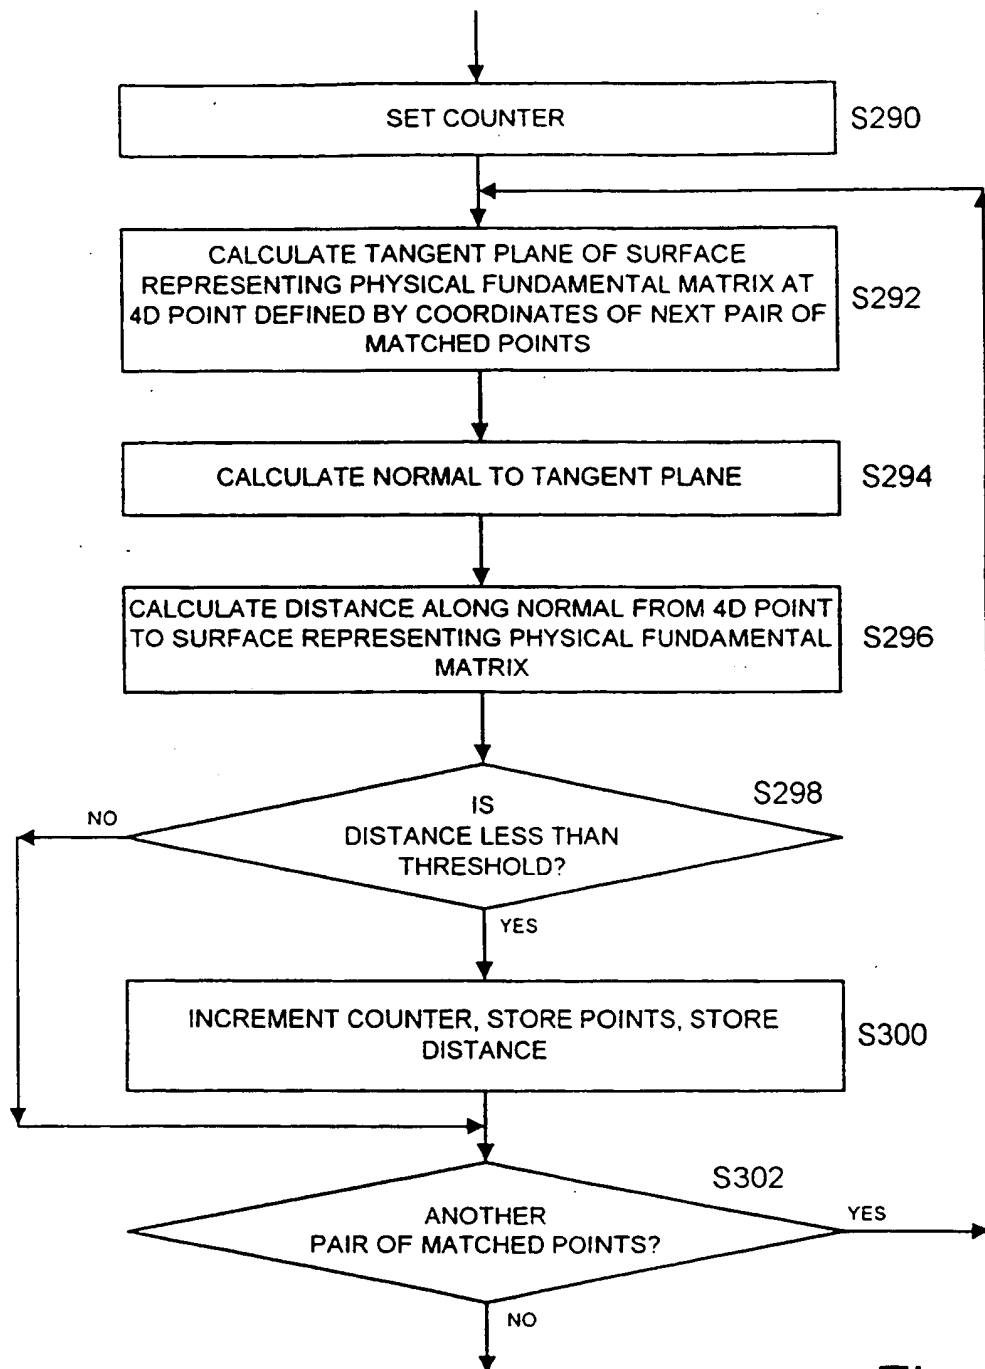 SET COUNTER
S290
CALCULATE TANGENT PLANE OF SURFACE
REPRESENTING PHYSICAL FUNDAMENTAL MATRIX AT
4D POINT DEFINED BY COORDINATES OF NEXT PAIR OF
MATCHED POINTS
S292
CALCULATE NORMAL TO TANGENT PLANE
S294
CALCULATE DISTANCE ALONG NORMAL FROM 4D POINT
TO SURFACE REPRESENTING PHYSICAL FUNDAMENTAL
MATRIX
S296
S298
NO
IS
DISTANCE LESS THAN
THRESHOLD?
YES
INCREMENT COUNTER, STORE POINTS, STORE
DISTANCE
S300
S302
ANOTHER
PAIR OF MATCHED POINTS?
YES
NO